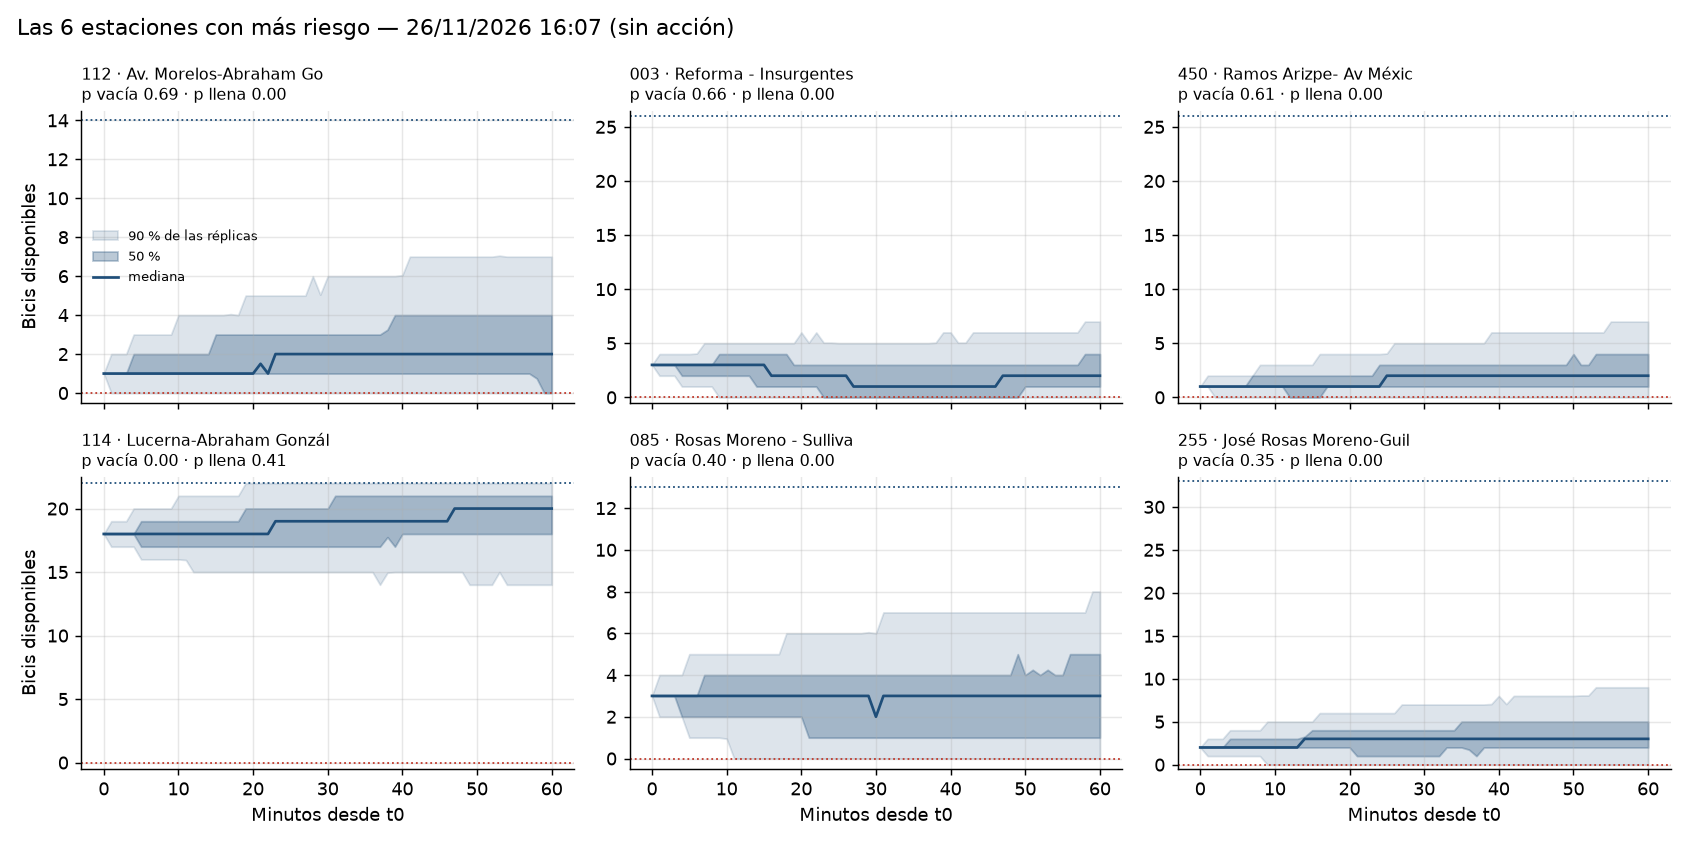 Las 6 estaciones con más riesgo — 26/11/2026 16:07 (sin acción)
112 · Av. Morelos-Abraham Go
p vacía 0.69 · p llena 0.00
14
12
10
8
6
4
2
0
Bicis disponibles
90 % de las réplicas
50 %
mediana
003 · Reforma - Insurgentes
p vacía 0.66 · p llena 0.00
25
20
15
10
5
0
450 · Ramos Arizpe- Av Méxic
p vacía 0.61 · p llena 0.00
25
20
15
10
5
0
114 · Lucerna-Abraham Gonzál
p vacía 0.00 · p llena 0.41
20
15
10
5
0
Bicis disponibles
0 10 20 30 40 50 60
Minutos desde t0
085 · Rosas Moreno - Sulliva
p vacía 0.40 · p llena 0.00
12
10
8
6
4
2
0
0 10 20 30 40 50 60
Minutos desde t0
255 · José Rosas Moreno-Guil
p vacía 0.35 · p llena 0.00
30
25
20
15
10
5
0
0 10 20 30 40 50 60
Minutos desde t0